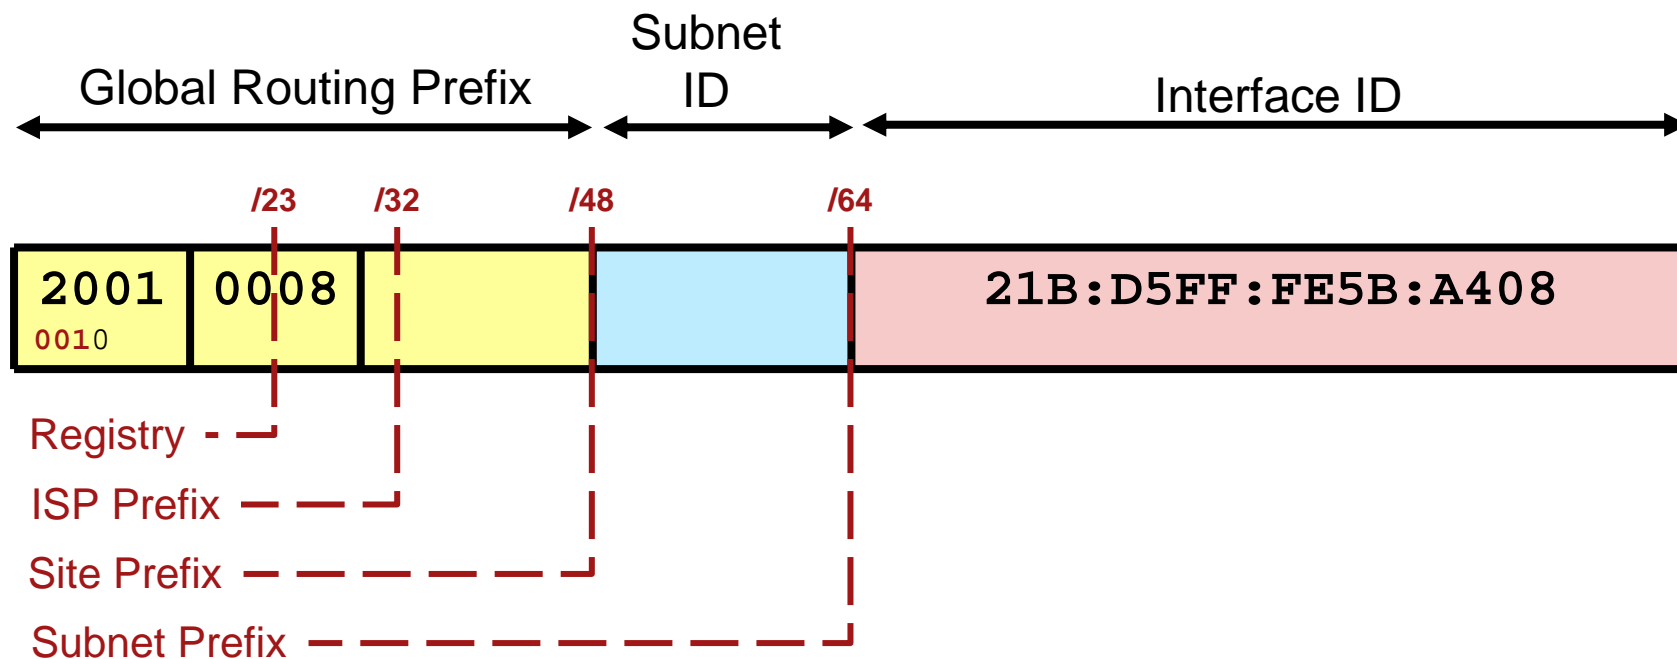 Subnet
ID
Global Routing Prefix
Interface ID
/23 /32 /48 /64
2001 0008 21B:D5FF:FE5B:A408
0010
Registry
ISP Prefix
Site Prefix
Subnet Prefix